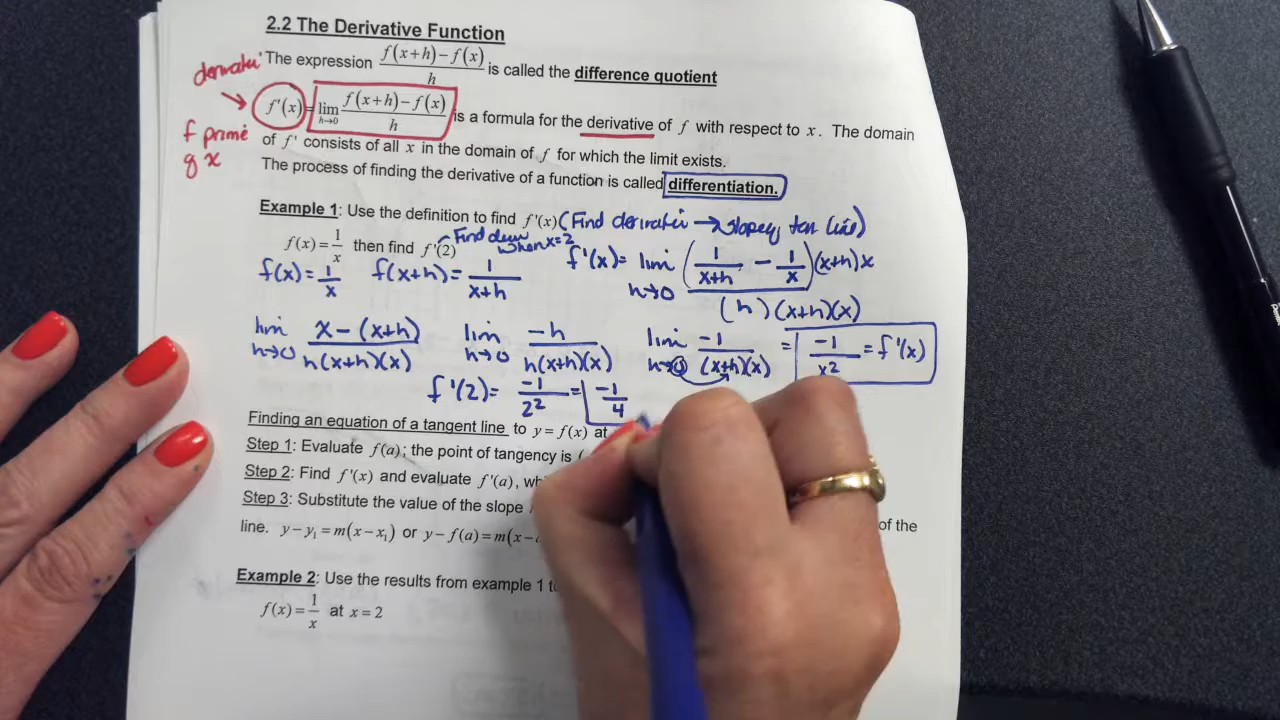 2.2 The Derivative Function
The expression f(x+h)−f(x)/h is called the difference quotient
f'(x) = lim h→0 f(x+h)−f(x)/h is a formula for the derivative of f with respect to x. The domain
f prime
of f' consists of all x in the domain of f for which the limit exists.
x
The process of finding the derivative of a function is called differentiation.
Example 1: Use the definition to find f'(x) (Find → slope tan line)
f(x)=1/x then find f'(2) Find when x=2
f(x)=1/x f(x+h)=1/x+h f'(x)= lim h→0 (1/x+h − 1/x)(x+h)x / (h)(x+h)(x)
lim h→0 x−(x+h)/h(x+h)(x) lim h→0 −h/h(x+h)(x) lim h→0 −1/(x+h)(x) = −1/x² = f'(x)
f'(2)= −1/2² = −1/4
Finding an equation of a tangent line to y=f(x) at
Step 1: Evaluate f(a); the point of tangency is (
Step 2: Find f'(x) and evaluate f'(a),
Step 3: Substitute the value of the slope of the
line. y−y₁=m(x−x₁) or y−f(a)=m(x−
Example 2: Use the results from example 1
f(x)=1/x at x=2